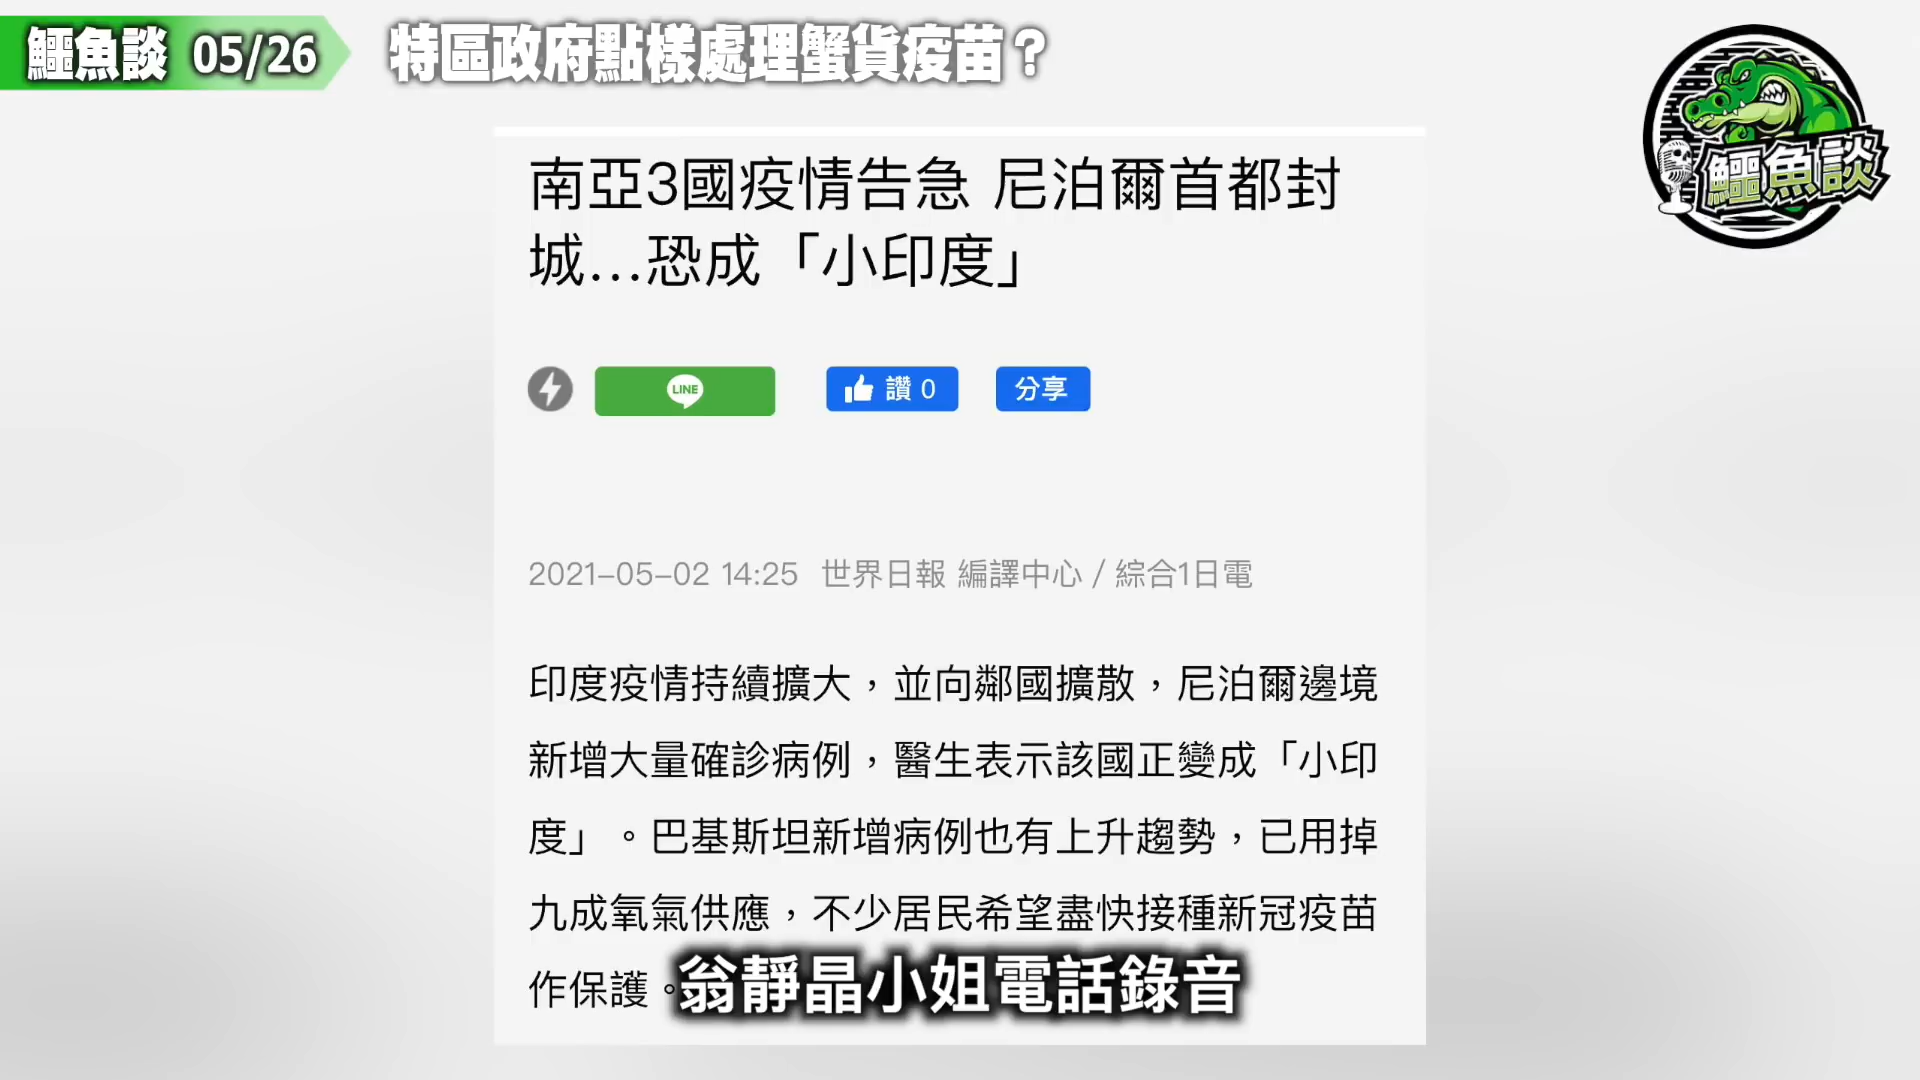 鱷魚談 05/26 特區政府點樣處理蟹貨疫苗？
鱷魚談
南亞3國疫情告急 尼泊爾首都封
城...恐成「小印度」
LINE
讚 0
分享
2021-05-02 14:25 世界日報 編譯中心 / 綜合1日電
印度疫情持續擴大，並向鄰國擴散，尼泊爾邊境
新增大量確診病例，醫生表示該國正變成「小印
度」。巴基斯坦新增病例也有上升趨勢，已用掉
九成氧氣供應，不少居民希望盡快接種新冠疫苗
作保護。
翁靜晶小姐電話錄音